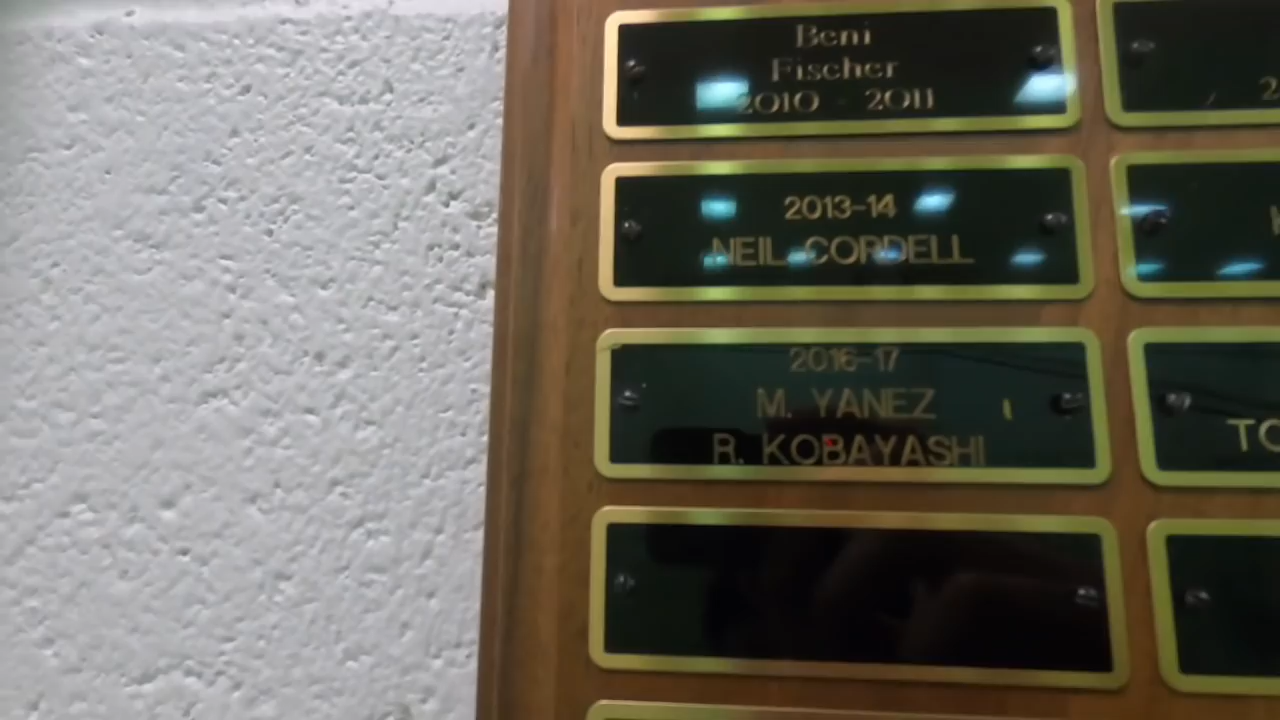 Beni
Fischer
2010 - 2011
2013-14
NEIL CORDELL
2016-17
M. YANEZ
R. KOBAYASHI